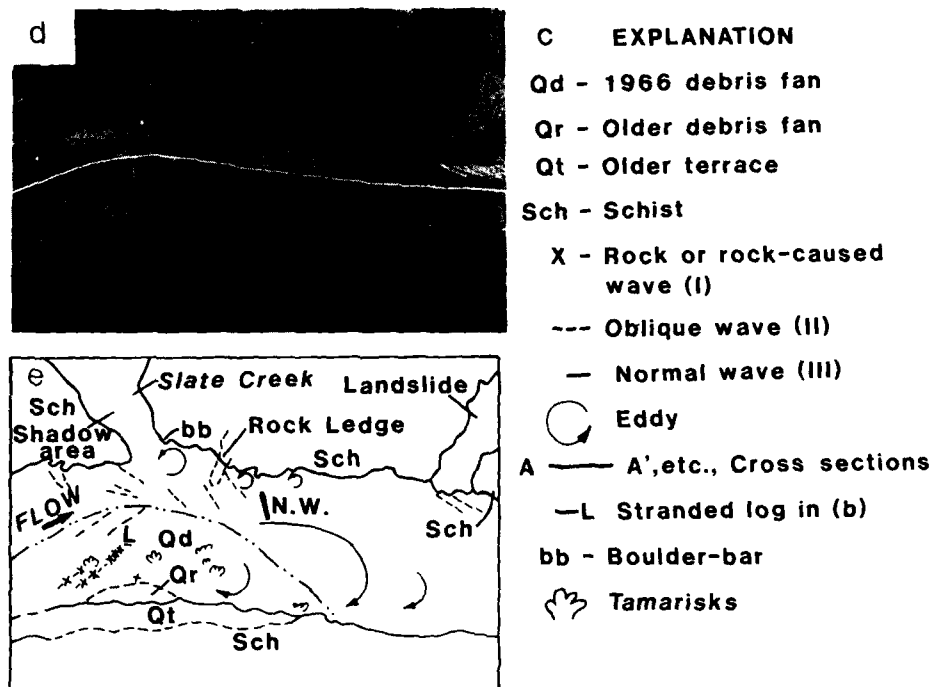 d
c EXPLANATION
Qd - 1966 debris fan
Qr - Older debris fan
Qt - Older terrace
Sch - Schist
X - Rock or rock-caused
wave (I)
--- Oblique wave (II)
— Normal wave (III)
Eddy
A —— A',etc., Cross sections
—L Stranded log in (b)
bb - Boulder-bar
Tamarisks
e
Slate Creek
Landslide
Sch
Shadow
area
bb
Rock Ledge
Sch
FLOW
N.W.
Sch
L
Qd
Qr
Qt
Sch